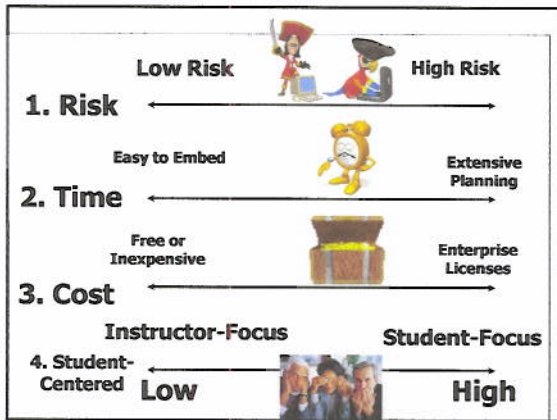 Low Risk
High Risk
1. Risk
Easy to Embed
Extensive
Planning
2. Time
Free or
Inexpensive
Enterprise
Licenses
3. Cost
Instructor-Focus
Student-Focus
4. Student-
Centered
Low
High